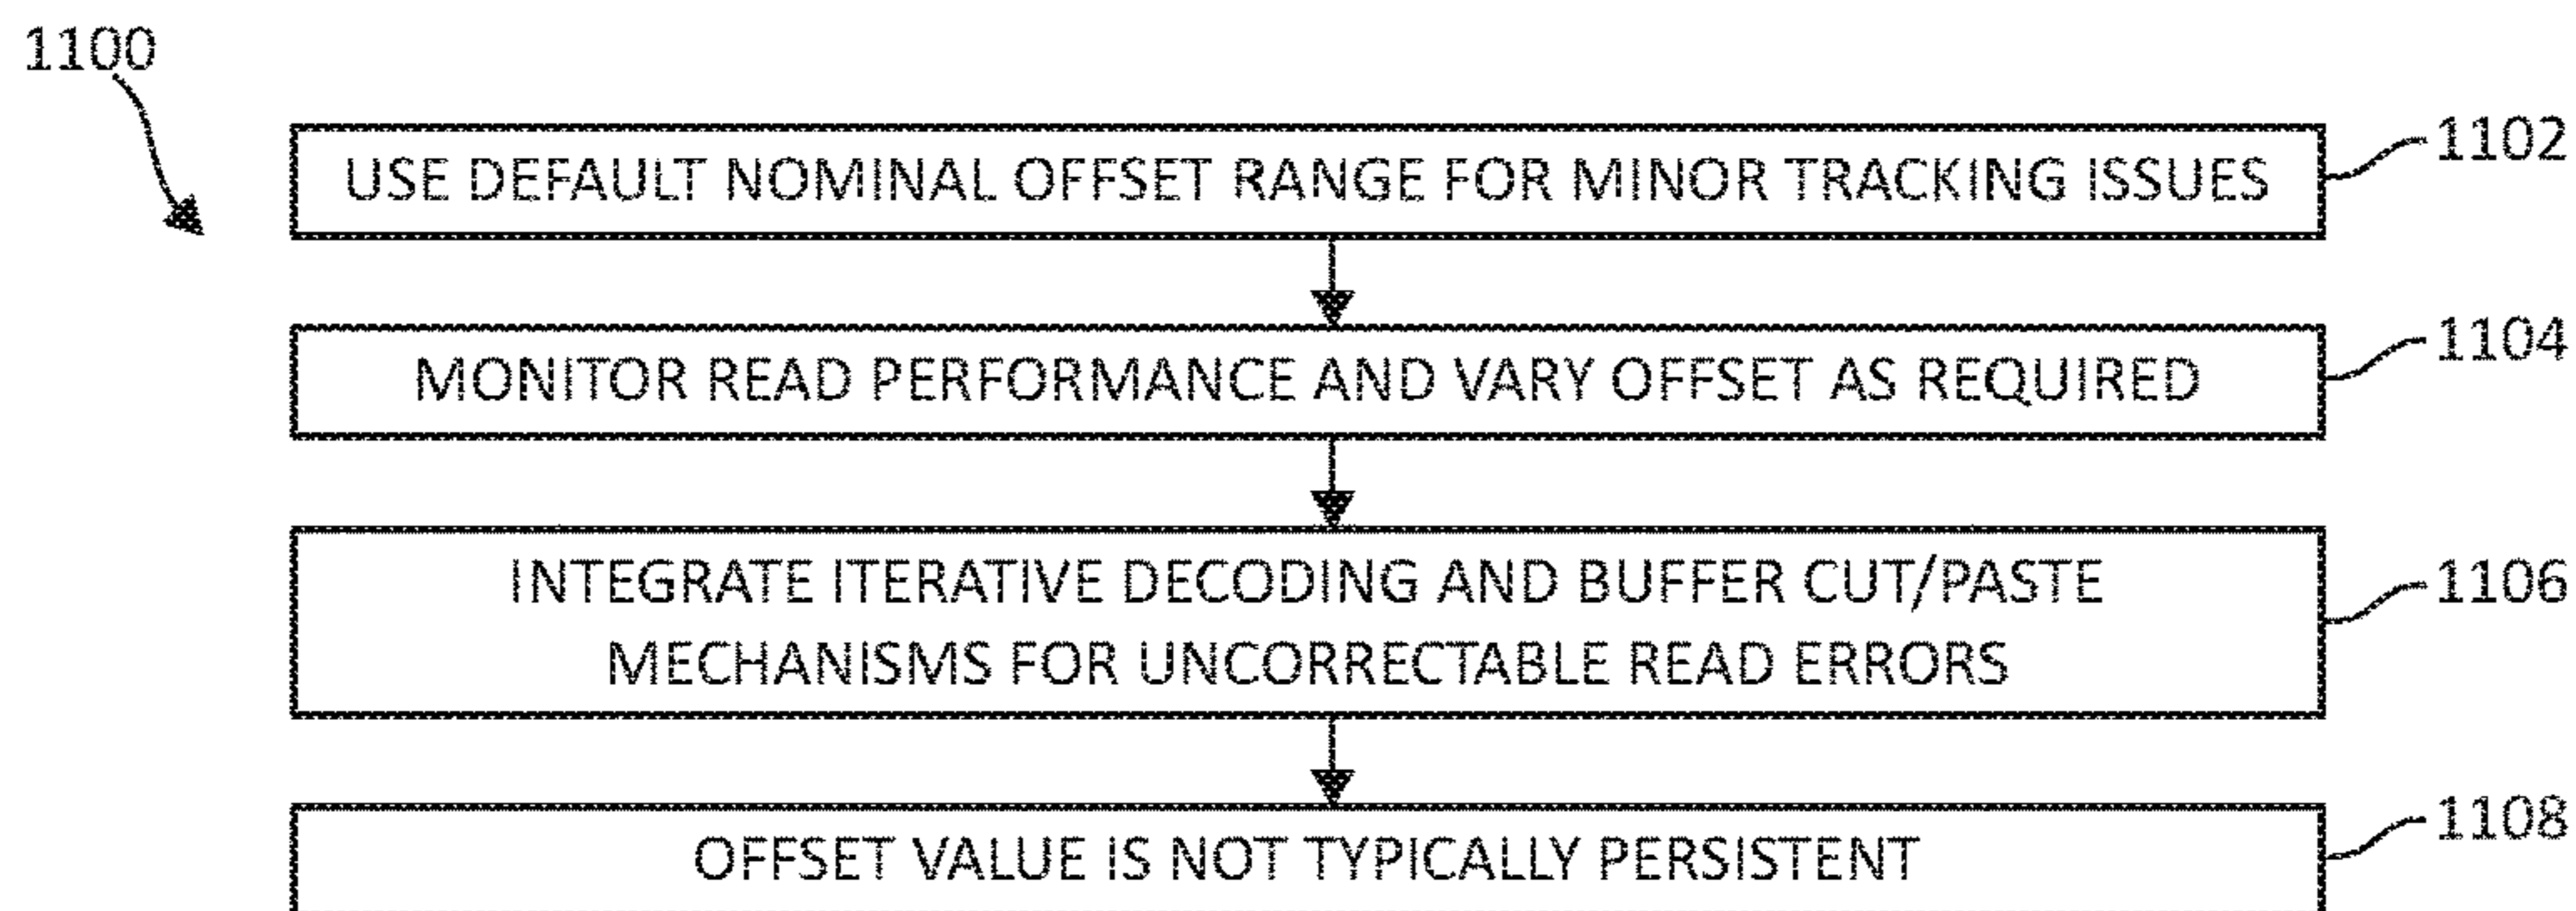 1100
USE DEFAULT NOMINAL OFFSET RANGE FOR MINOR TRACKING ISSUES
1102
MONITOR READ PERFORMANCE AND VARY OFFSET AS REQUIRED
1104
INTEGRATE ITERATIVE DECODING AND BUFFER CUT/PASTE
MECHANISMS FOR UNCORRECTABLE READ ERRORS
1106
OFFSET VALUE IS NOT TYPICALLY PERSISTENT
1108